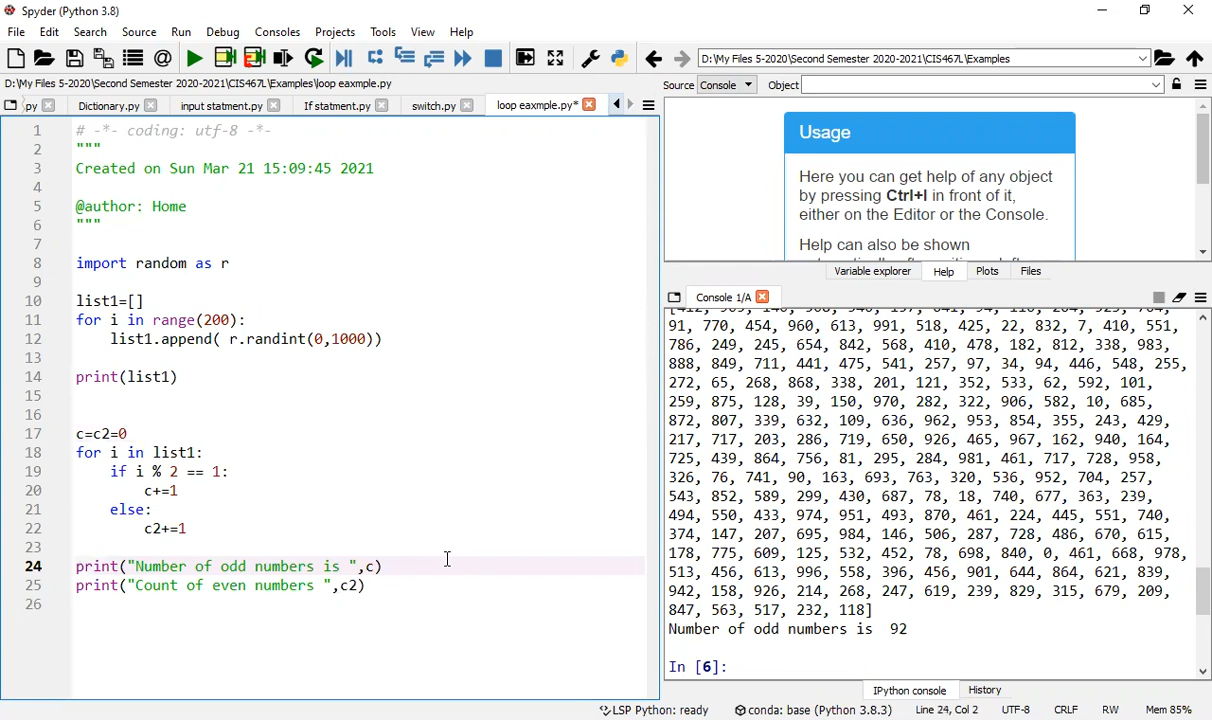 Spyder (Python 3.8)
File Edit Search Source Run Debug Consoles Projects Tools View Help
D:\My Files 5-2020\Second Semester 2020-2021\CIS467L\Examples
D:\My Files 5-2020\Second Semester 2020-2021\CIS467L\Examples\loop eaxmple.py
Source Console Object
.py Dictionary.py input statment.py If statment.py switch.py loop eaxmple.py*
1 # -*- coding: utf-8 -*-
2 """
3 Created on Sun Mar 21 15:09:45 2021
4
5 @author: Home
6 """
7
8 import random as r
9
10 list1=[]
11 for i in range(200):
12 list1.append( r.randint(0,1000))
13
14 print(list1)
15
16
17 c=c2=0
18 for i in list1:
19 if i % 2 == 1:
20 c+=1
21 else:
22 c2+=1
23
24 print("Number of odd numbers is ",c)
25 print("Count of even numbers ",c2)
26
Usage
Here you can get help of any object
by pressing Ctrl+I in front of it,
either on the Editor or the Console.
Help can also be shown
Variable explorer Help Plots Files
Console 1/A
91, 770, 454, 960, 613, 991, 518, 425, 22, 832, 7, 410, 551,
786, 249, 245, 654, 842, 568, 410, 478, 182, 812, 338, 983,
888, 849, 711, 441, 475, 541, 257, 97, 34, 94, 446, 548, 255,
272, 65, 268, 868, 338, 201, 121, 352, 533, 62, 592, 101,
259, 875, 128, 39, 150, 970, 282, 322, 906, 582, 10, 685,
872, 807, 339, 632, 109, 636, 962, 953, 854, 355, 243, 429,
217, 717, 203, 286, 719, 650, 926, 465, 967, 162, 940, 164,
725, 439, 864, 756, 81, 295, 284, 981, 461, 717, 728, 958,
326, 76, 741, 90, 163, 693, 763, 320, 536, 952, 704, 257,
543, 852, 589, 299, 430, 687, 78, 18, 740, 677, 363, 239,
494, 550, 433, 974, 951, 493, 870, 461, 224, 445, 551, 740,
374, 147, 207, 695, 984, 146, 506, 287, 728, 486, 670, 615,
178, 775, 609, 125, 532, 452, 78, 698, 840, 0, 461, 668, 978,
513, 456, 613, 996, 558, 396, 456, 901, 644, 864, 621, 839,
942, 158, 926, 214, 268, 247, 619, 239, 829, 315, 679, 209,
847, 563, 517, 232, 118]
Number of odd numbers is  92
In [6]:
IPython console History
LSP Python: ready conda: base (Python 3.8.3) Line 24, Col 2 UTF-8 CRLF RW Mem 85%